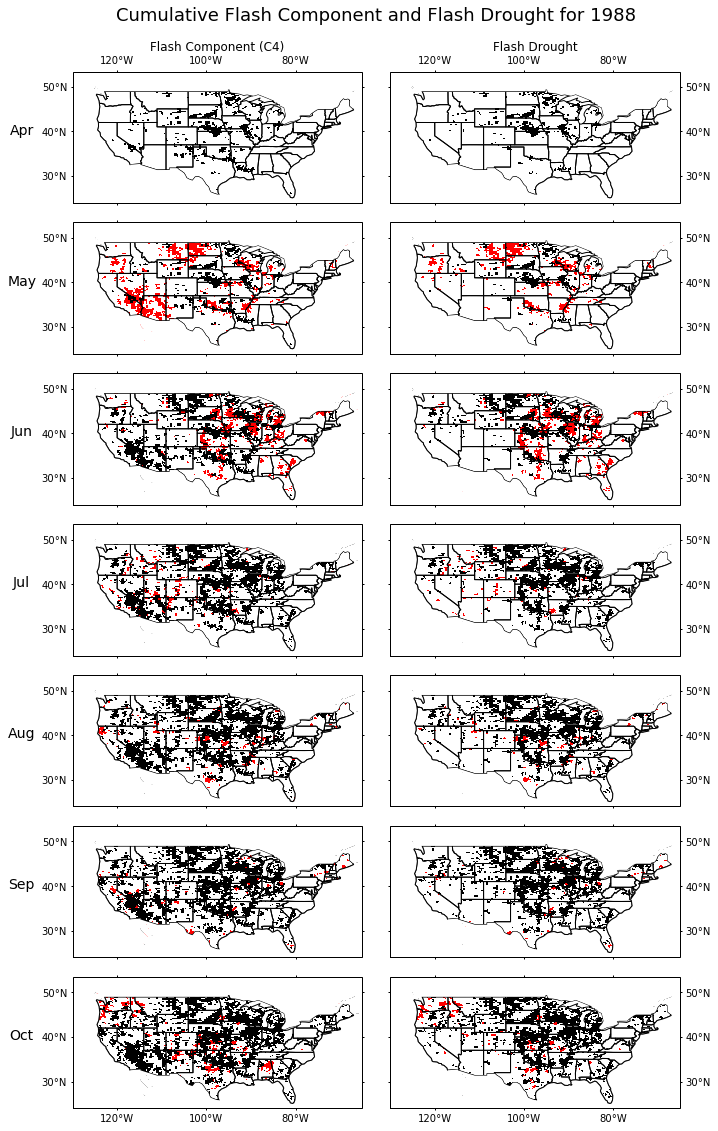 Cumulative Flash Component and Flash Drought for 1988
Flash Component (C4) Flash Drought
120°W 100°W 80°W 120°W 100°W 80°W
50°N 50°N
Apr 40°N 40°N
30°N 30°N
50°N 50°N
May 40°N 40°N
30°N 30°N
50°N 50°N
Jun 40°N 40°N
30°N 30°N
50°N 50°N
Jul 40°N 40°N
30°N 30°N
50°N 50°N
Aug 40°N 40°N
30°N 30°N
50°N 50°N
Sep 40°N 40°N
30°N 30°N
50°N 50°N
Oct 40°N 40°N
30°N 30°N
120°W 100°W 80°W 120°W 100°W 80°W